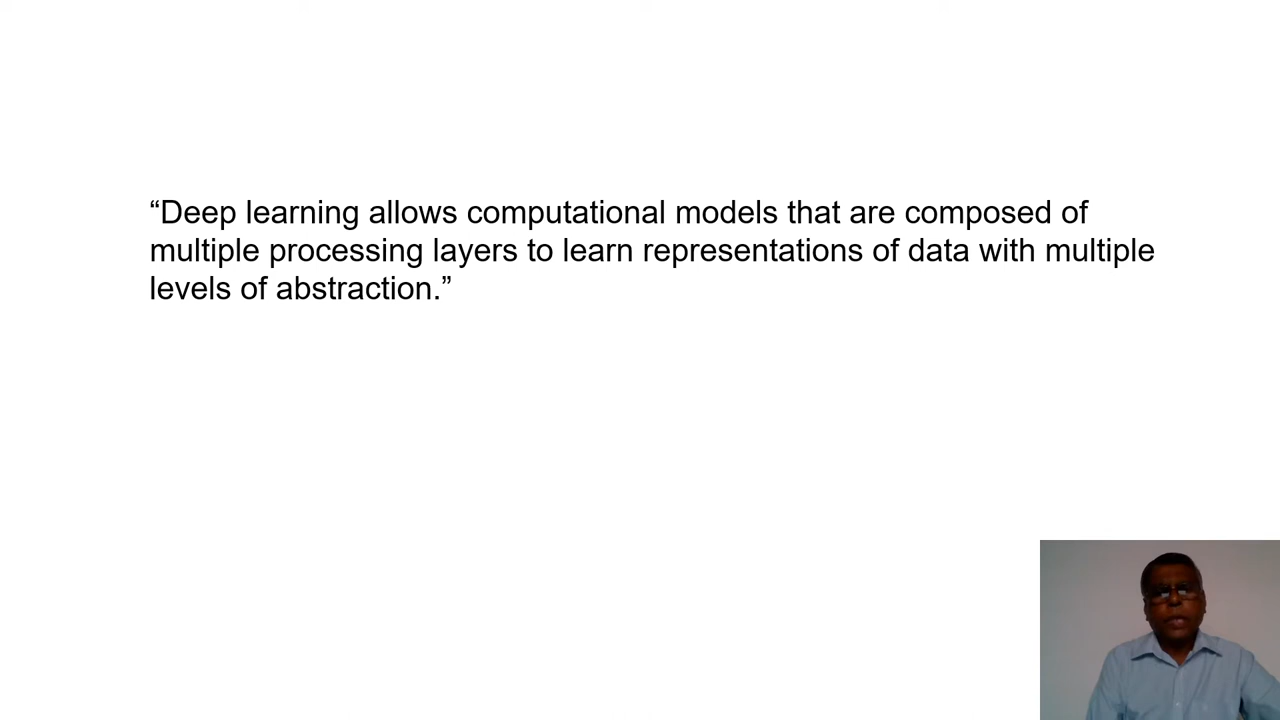 “Deep learning allows computational models that are composed of
multiple processing layers to learn representations of data with multiple
levels of abstraction.”